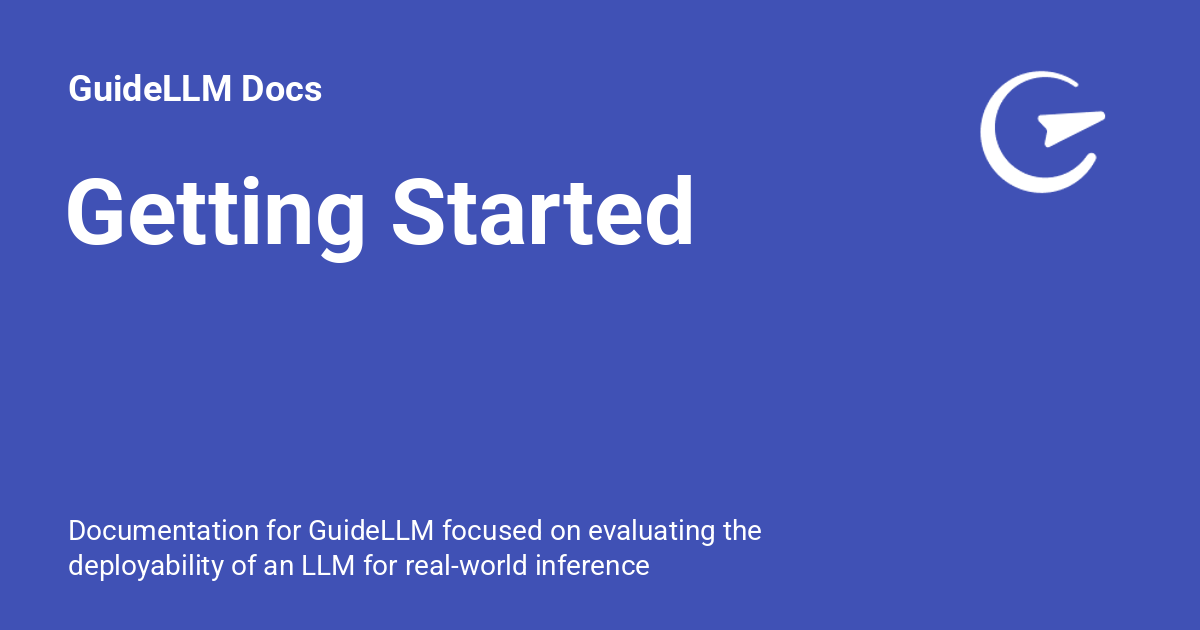 GuideLLM Docs
Getting Started
Documentation for GuideLLM focused on evaluating the
deployability of an LLM for real-world inference